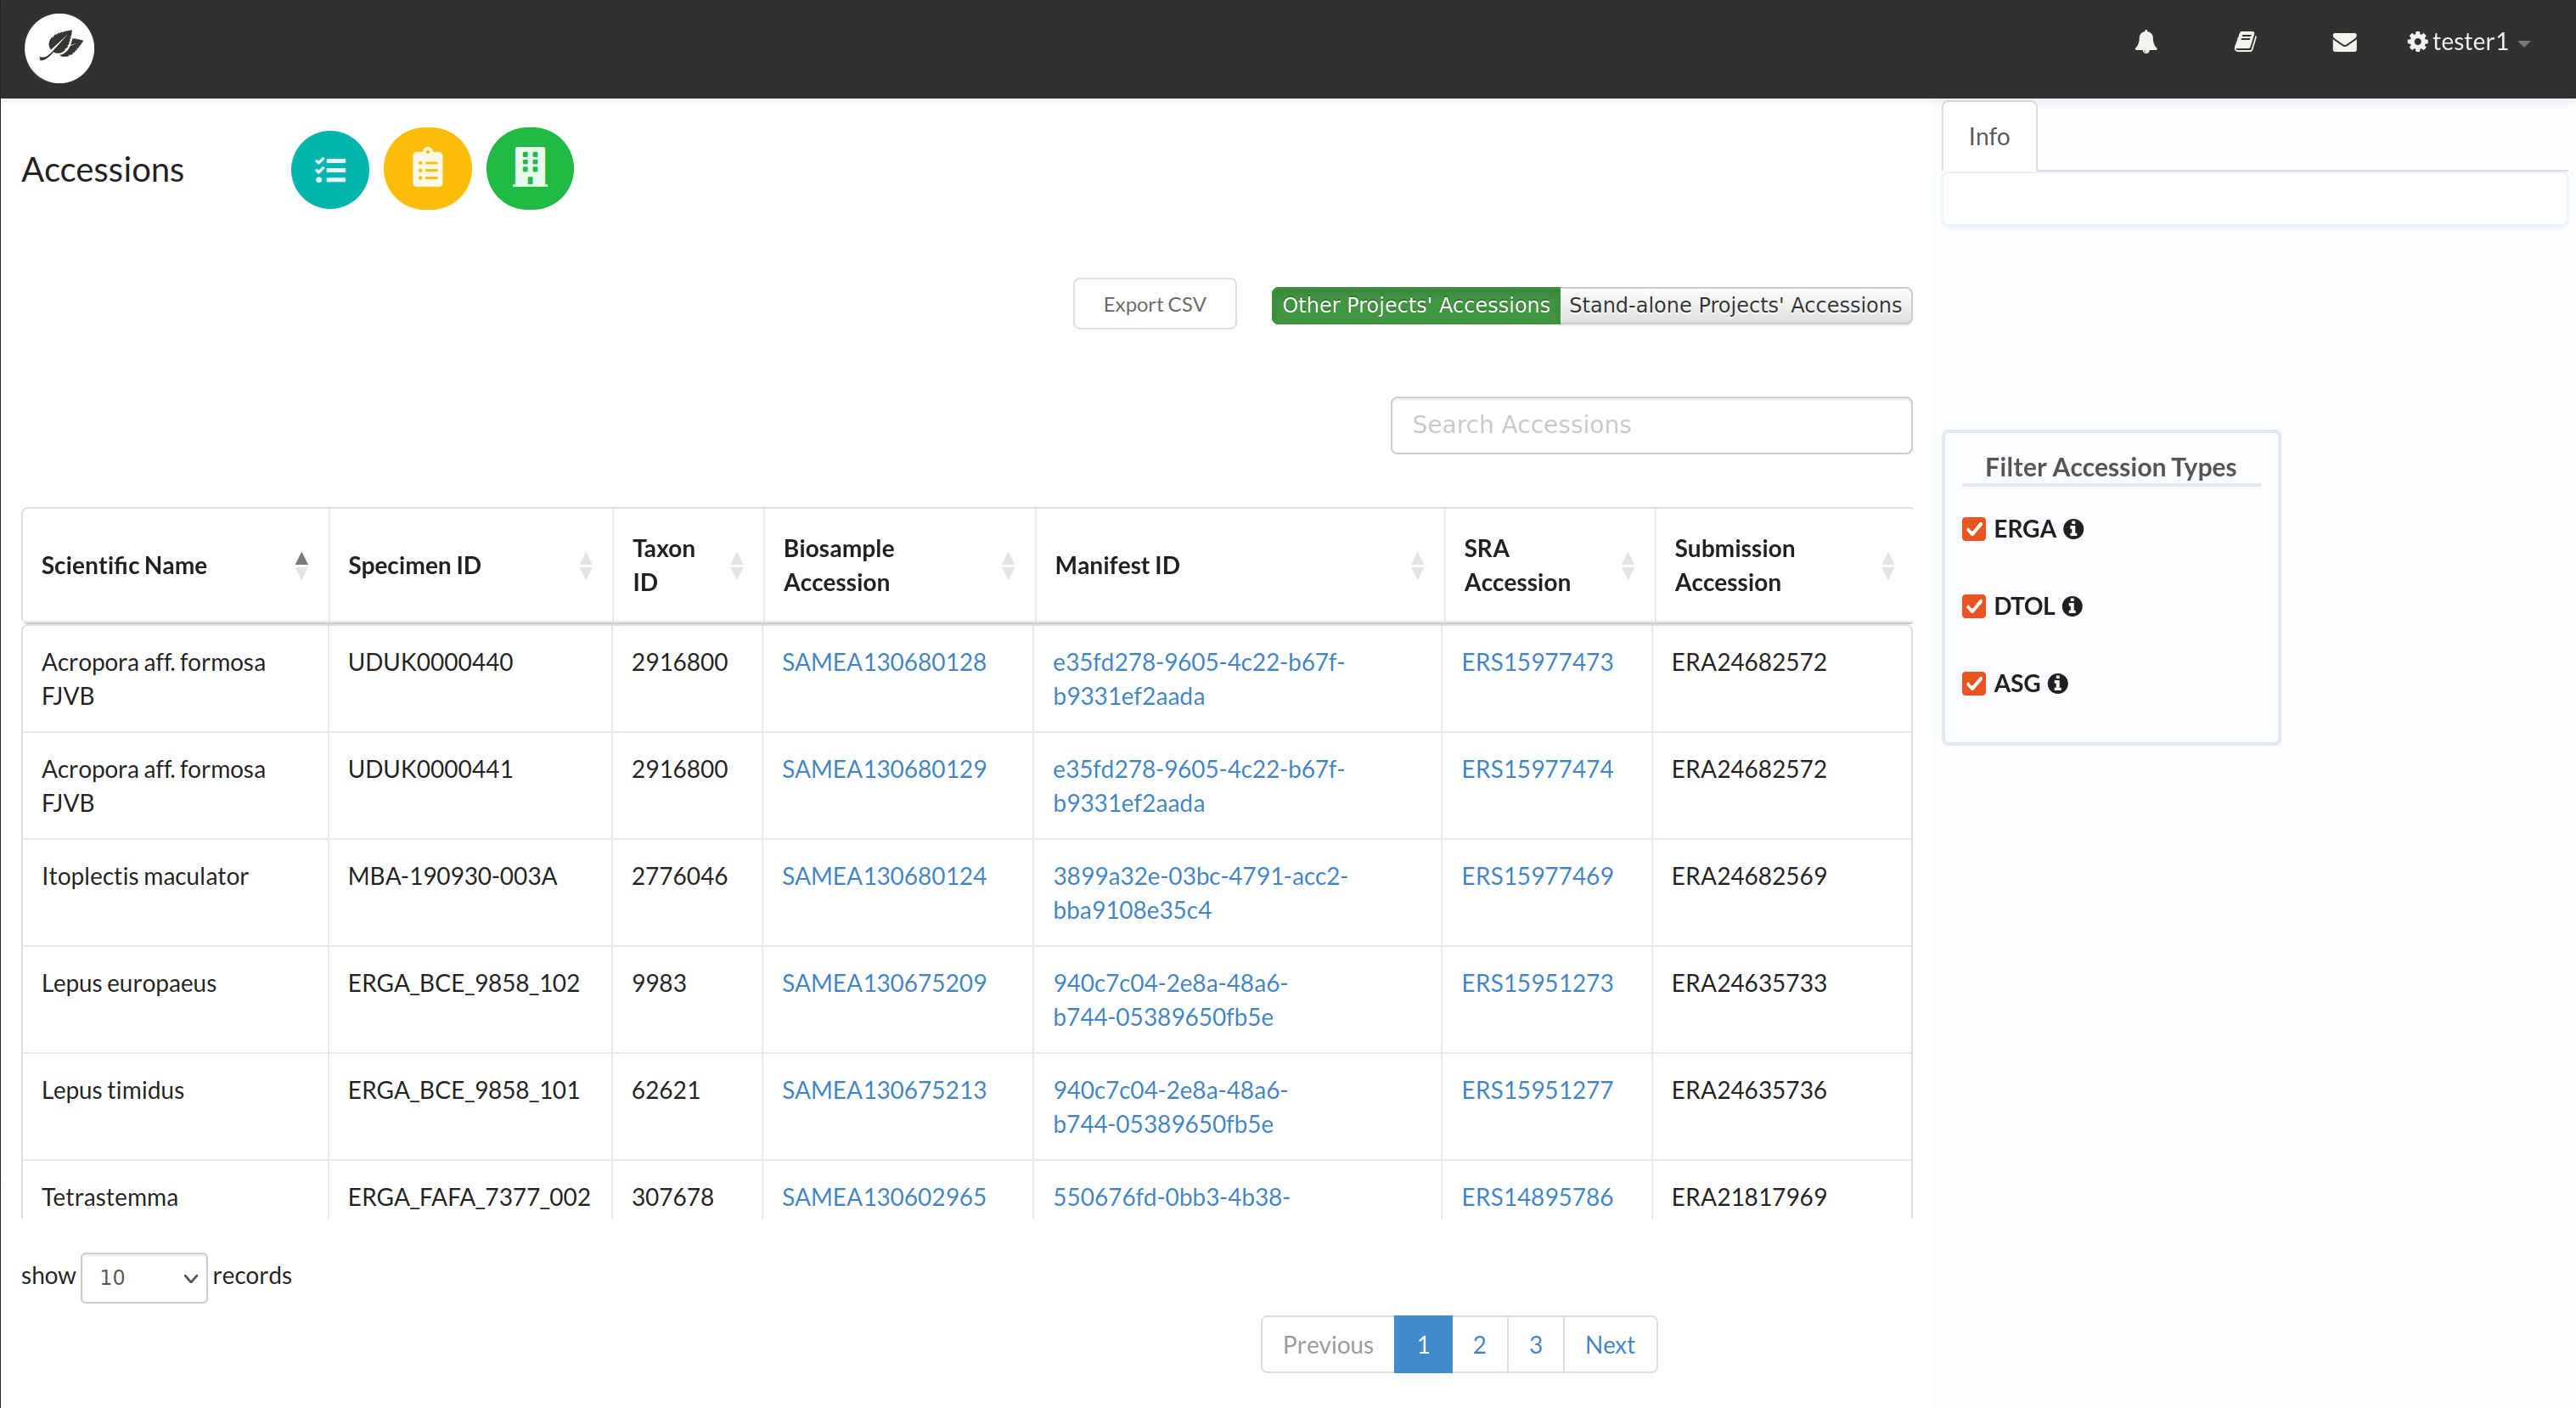 tester1
Accessions
Info
Export CSV
Other Projects' Accessions
Stand-alone Projects' Accessions
Search Accessions
Filter Accession Types
ERGA
DTOL
ASG
Scientific Name
Specimen ID
Taxon
ID
Biosample
Accession
Manifest ID
SRA
Accession
Submission
Accession
Acropora aff. formosa
FJVB
UDUK0000440
2916800
SAMEA130680128
e35fd278-9605-4c22-b67f-
b9331ef2aada
ERS15977473
ERA24682572
Acropora aff. formosa
FJVB
UDUK0000441
2916800
SAMEA130680129
e35fd278-9605-4c22-b67f-
b9331ef2aada
ERS15977474
ERA24682572
Itoplectis maculator
MBA-190930-003A
2776046
SAMEA130680124
3899a32e-03bc-4791-acc2-
bba9108e35c4
ERS15977469
ERA24682569
Lepus europaeus
ERGA_BCE_9858_102
9983
SAMEA130675209
940c7c04-2e8a-48a6-
b744-05389650fb5e
ERS15951273
ERA24635733
Lepus timidus
ERGA_BCE_9858_101
62621
SAMEA130675213
940c7c04-2e8a-48a6-
b744-05389650fb5e
ERS15951277
ERA24635736
Tetrastemma
ERGA_FAFA_7377_002
307678
SAMEA130602965
550676fd-0bb3-4b38-
ERS14895786
ERA21817969
show 10 records
Previous 1 2 3 Next